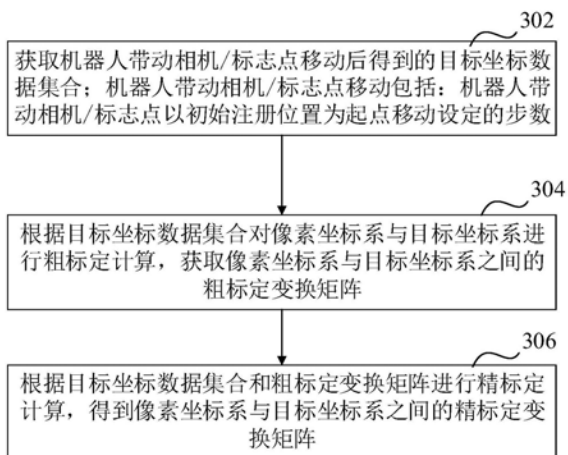 302
获取机器人带动相机/标志点移动后得到的目标坐标数
据集合；机器人带动相机/标志点移动包括：机器人带
动相机/标志点以初始注册位置为起点移动设定的步数
304
根据目标坐标数据集合对像素坐标系与目标坐标系进
行粗标定计算，获取像素坐标系与目标坐标系之间的
粗标定变换矩阵
306
根据目标坐标数据集合和粗标定变换矩阵进行精标定
计算，得到像素坐标系与目标坐标系之间的精标定变
换矩阵